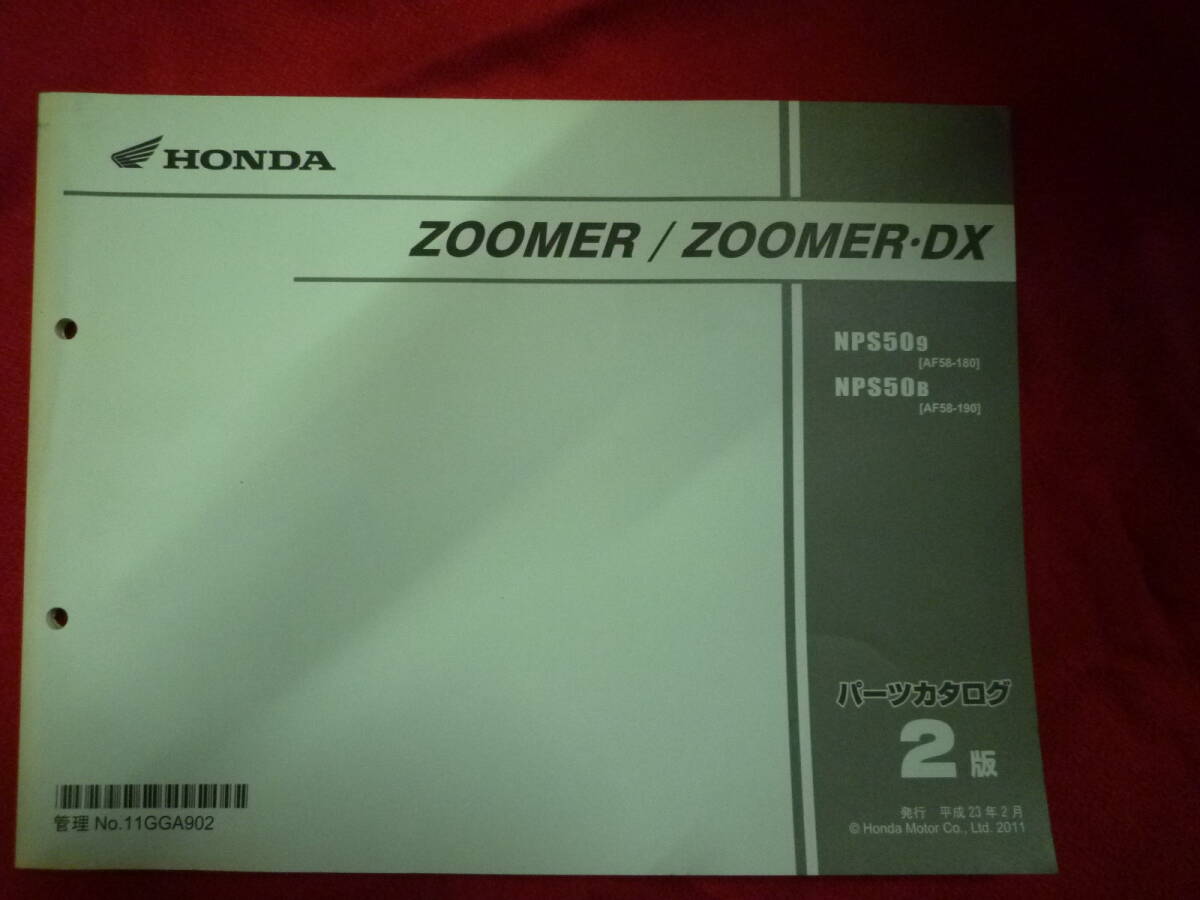 HONDA
ZOOMER / ZOOMER・DX
NPS509
[AF58-180]
NPS50B
[AF58-190]
パーツカタログ
2版
発行 平成23年2月
© Honda Motor Co., Ltd. 2011
管理 No.11GGA902